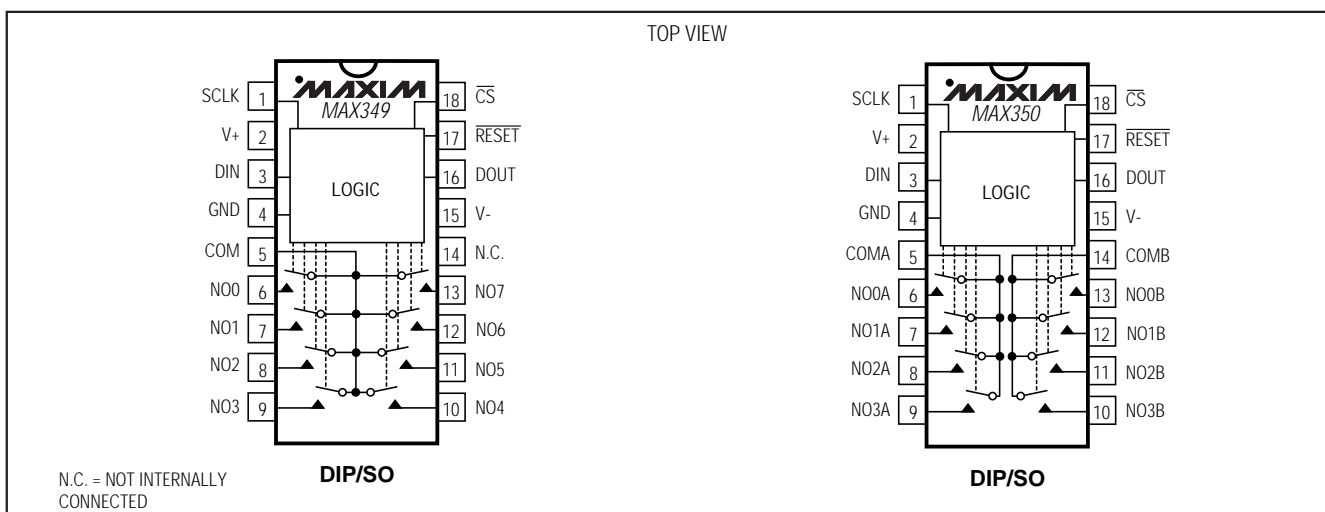 TOP VIEW
MAXIM
MAX349
SCLK 1
V+ 2
DIN 3
GND 4
COM 5
NO0 6
NO1 7
NO2 8
NO3 9
18 C̅S̅
17 R̅E̅S̅E̅T̅
16 DOUT
15 V-
14 N.C.
13 NO7
12 NO6
11 NO5
10 NO4
LOGIC
DIP/SO
N.C. = NOT INTERNALLY
CONNECTED
MAXIM
MAX350
SCLK 1
V+ 2
DIN 3
GND 4
COMA 5
NO0A 6
NO1A 7
NO2A 8
NO3A 9
18 C̅S̅
17 R̅E̅S̅E̅T̅
16 DOUT
15 V-
14 COMB
13 NO0B
12 NO1B
11 NO2B
10 NO3B
LOGIC
DIP/SO